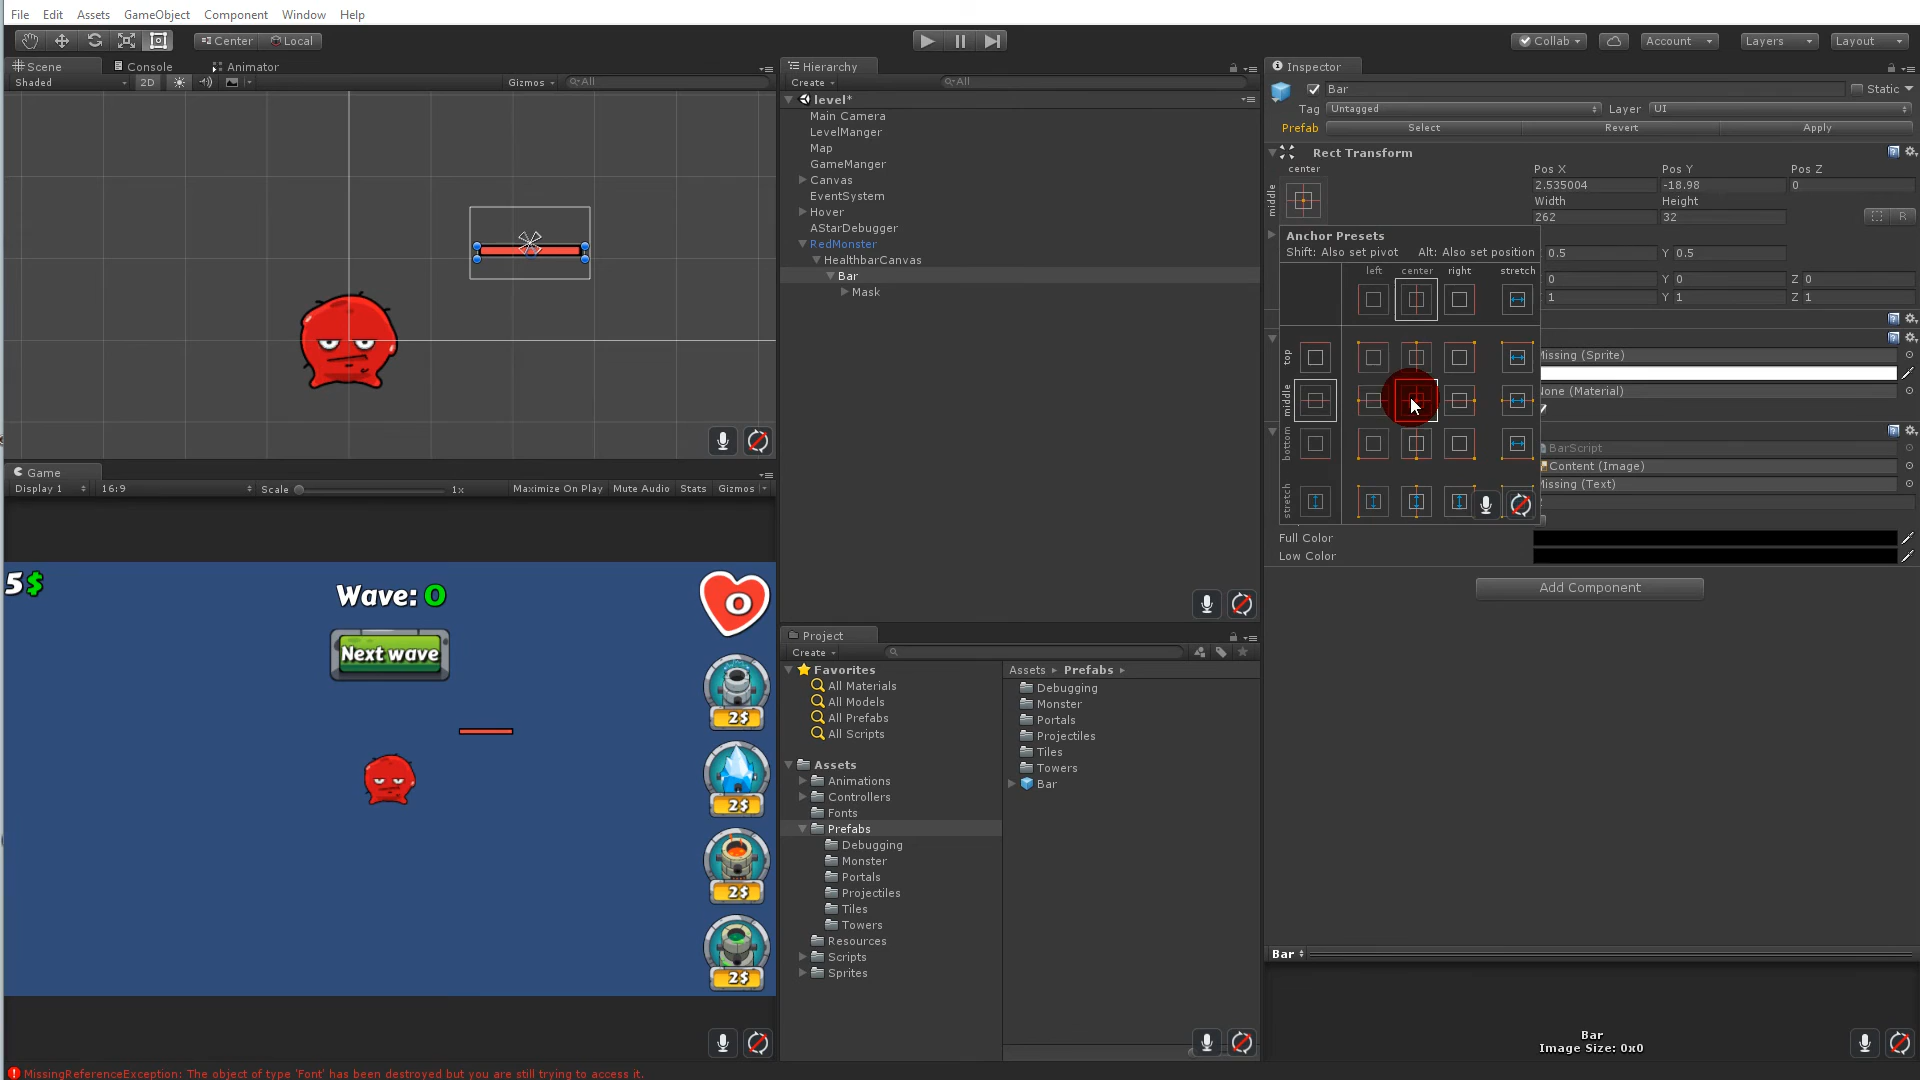 File Edit Assets GameObject Component Window Help
Center Local
Collab Account Layers Layout
Scene Console Animator
Shaded 2D Gizmos All
Hierarchy
Create All
level*
Main Camera
LevelManger
Map
GameManger
Canvas
EventSystem
Hover
AStarDebugger
RedMonster
HealthbarCanvas
Bar
Mask
Inspector
Bar Static
Tag Untagged Layer UI
Prefab Select Revert Apply
Rect Transform
center
middle
Pos X Pos Y Pos Z
2.535004 -18.98 0
Width Height
262 32
R
Anchor Presets
Shift: Also set pivot Alt: Also set position
left center right stretch
top
middle
bottom
stretch
0.5 Y 0.5
0 Y 0 Z 0
1 Y 1 Z 1
Missing (Sprite)
None (Material)
BarScript
Content (Image)
Missing (Text)
Full Color
Low Color
Add Component
Game
Display 1 16:9 Scale 1x Maximize On Play Mute Audio Stats Gizmos
5$
Wave: 0
Next wave
0
2$
2$
2$
2$
Project
Create
Favorites
All Materials
All Models
All Prefabs
All Scripts
Assets
Animations
Controllers
Fonts
Prefabs
Debugging
Monster
Portals
Projectiles
Tiles
Towers
Resources
Scripts
Sprites
Assets Prefabs
Debugging
Monster
Portals
Projectiles
Tiles
Towers
Bar
Bar
Bar
Image Size: 0x0
MissingReferenceException: The object of type 'Font' has been destroyed but you are still trying to access it.